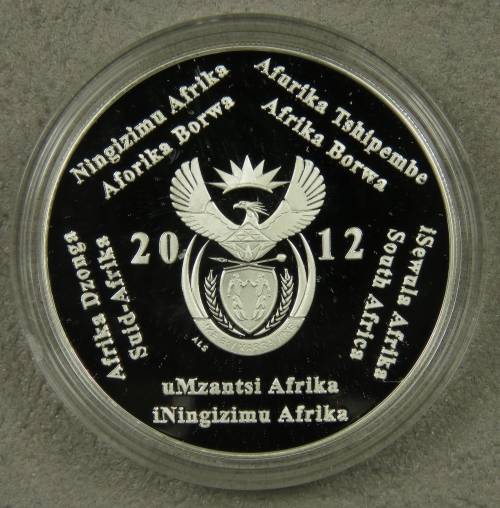 Ningizimu Afrika
Aforika Borwa
Afurika Tshipembe
Afrika Borwa
iSewula Afrika
South Africa
uMzantsi Afrika
iNingizimu Afrika
Afrika Dzonga
Suid-Afrika
20 12
ALS